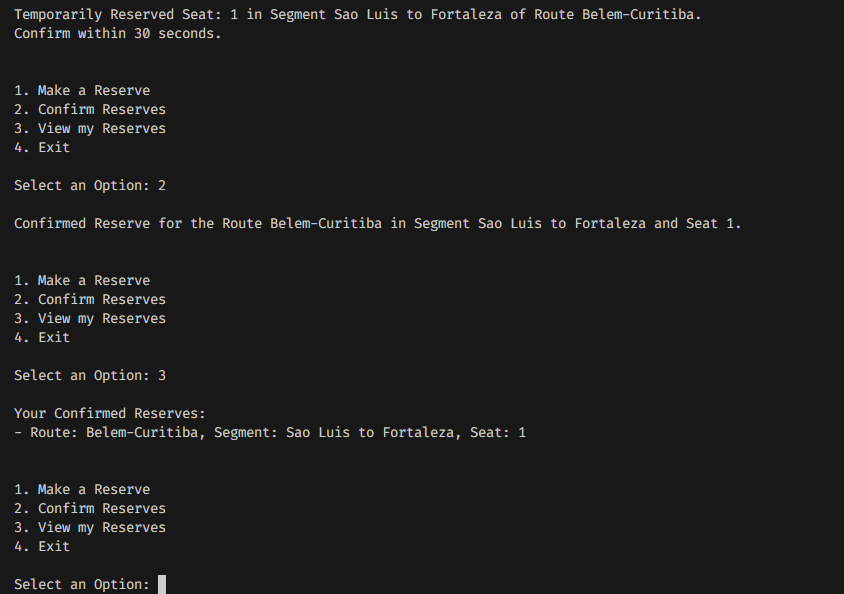 Temporarily Reserved Seat: 1 in Segment Sao Luis to Fortaleza of Route Belem-Curitiba.
Confirm within 30 seconds.
1. Make a Reserve
2. Confirm Reserves
3. View my Reserves
4. Exit
Select an Option: 2
Confirmed Reserve for the Route Belem-Curitiba in Segment Sao Luis to Fortaleza and Seat 1.
1. Make a Reserve
2. Confirm Reserves
3. View my Reserves
4. Exit
Select an Option: 3
Your Confirmed Reserves:
- Route: Belem-Curitiba, Segment: Sao Luis to Fortaleza, Seat: 1
1. Make a Reserve
2. Confirm Reserves
3. View my Reserves
4. Exit
Select an Option: